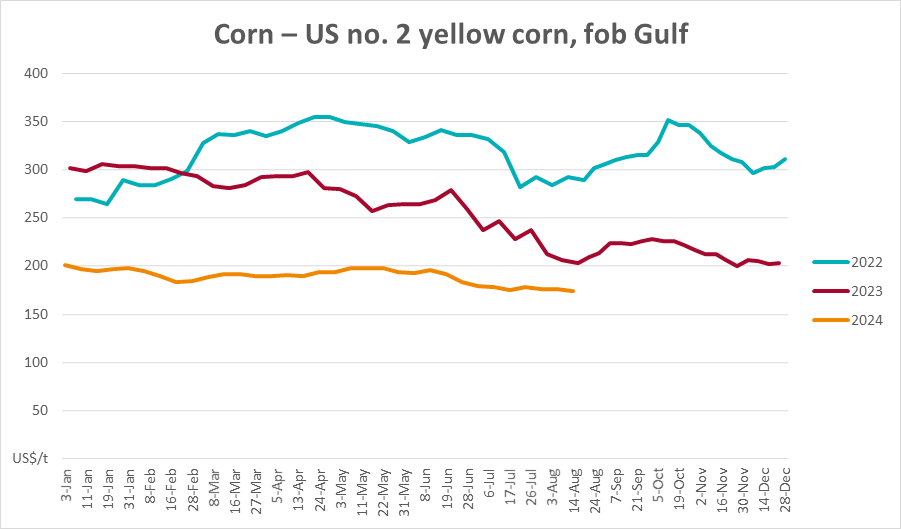 Corn – US no. 2 yellow corn, fob Gulf
400
350
300
250
200
150
100
50
US$/t
2022
2023
2024
3-Jan
11-Jan
19-Jan
31-Jan
8-Feb
16-Feb
28-Feb
8-Mar
16-Mar
27-Mar
5-Apr
13-Apr
24-Apr
3-May
11-May
22-May
31-May
8-Jun
19-Jun
28-Jun
6-Jul
17-Jul
26-Jul
3-Aug
14-Aug
24-Aug
7-Sep
21-Sep
5-Oct
19-Oct
2-Nov
16-Nov
30-Nov
14-Dec
28-Dec